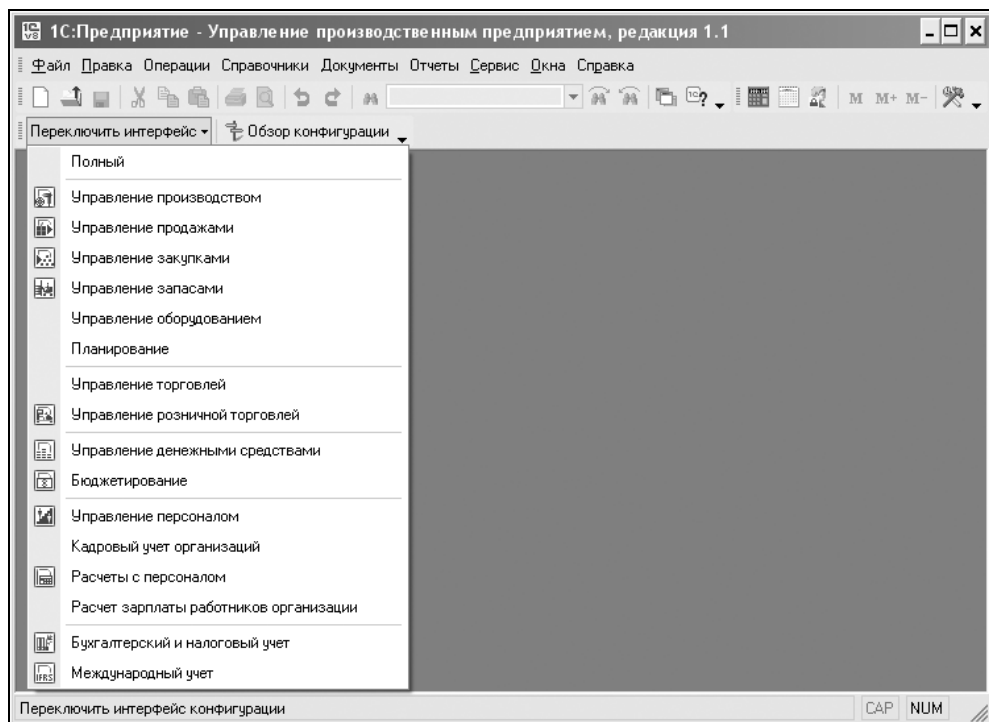 1С:Предприятие - Управление производственным предприятием, редакция 1.1
Файл Правка Операции Справочники Документы Отчеты Сервис Окна Справка
M M+ M-
Переключить интерфейс Обзор конфигурации
Полный
Управление производством
Управление продажами
Управление закупками
Управление запасами
Управление оборудованием
Планирование
Управление торговлей
Управление розничной торговлей
Управление денежными средствами
Бюджетирование
Управление персоналом
Кадровый учет организаций
Расчеты с персоналом
Расчет зарплаты работников организации
Бухгалтерский и налоговый учет
IFRS Международный учет
Переключить интерфейс конфигурации CAP NUM